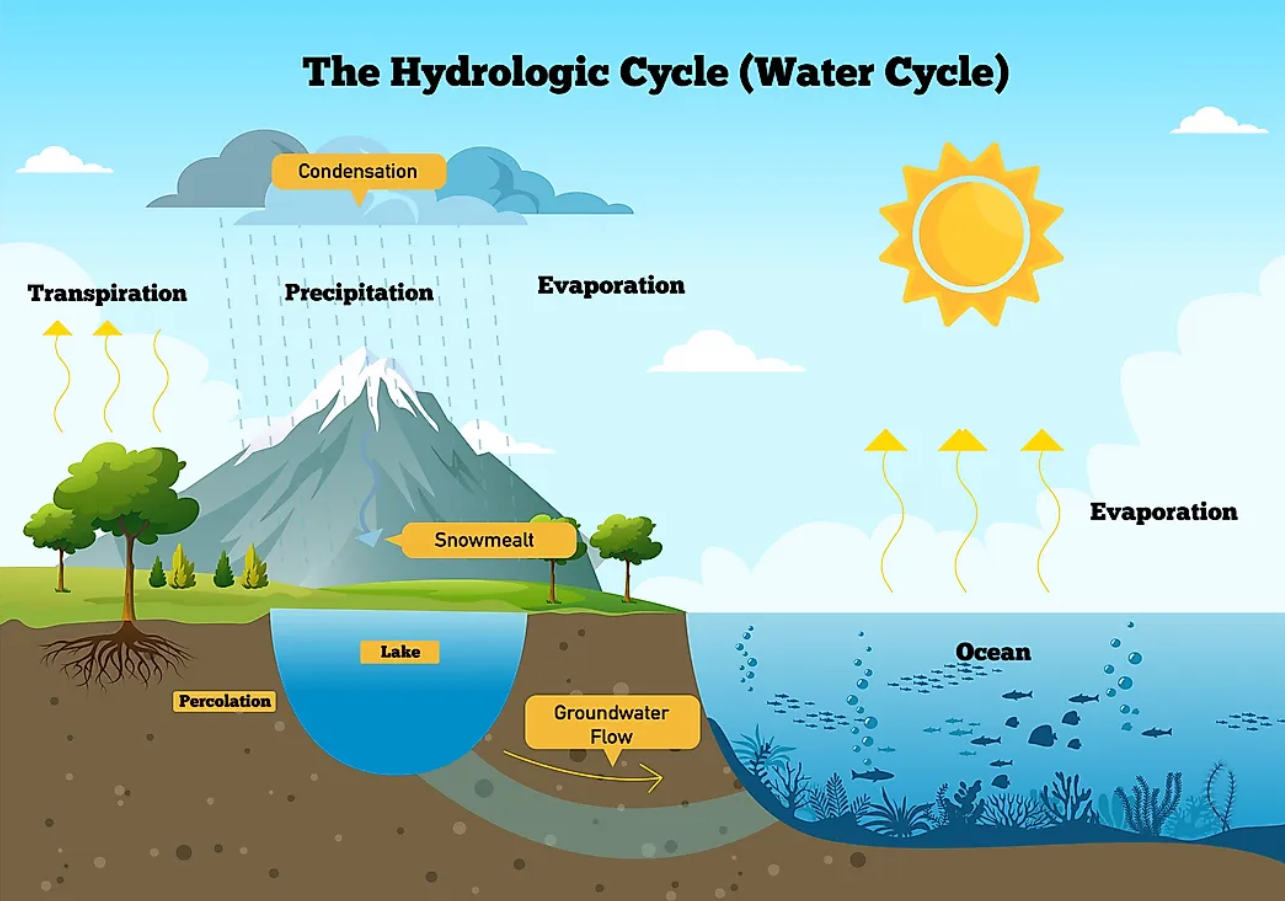 The Hydrologic Cycle (Water Cycle)
Condensation
Transpiration
Precipitation
Evaporation
Evaporation
Snowmealt
Lake
Ocean
Percolation
Groundwater
Flow